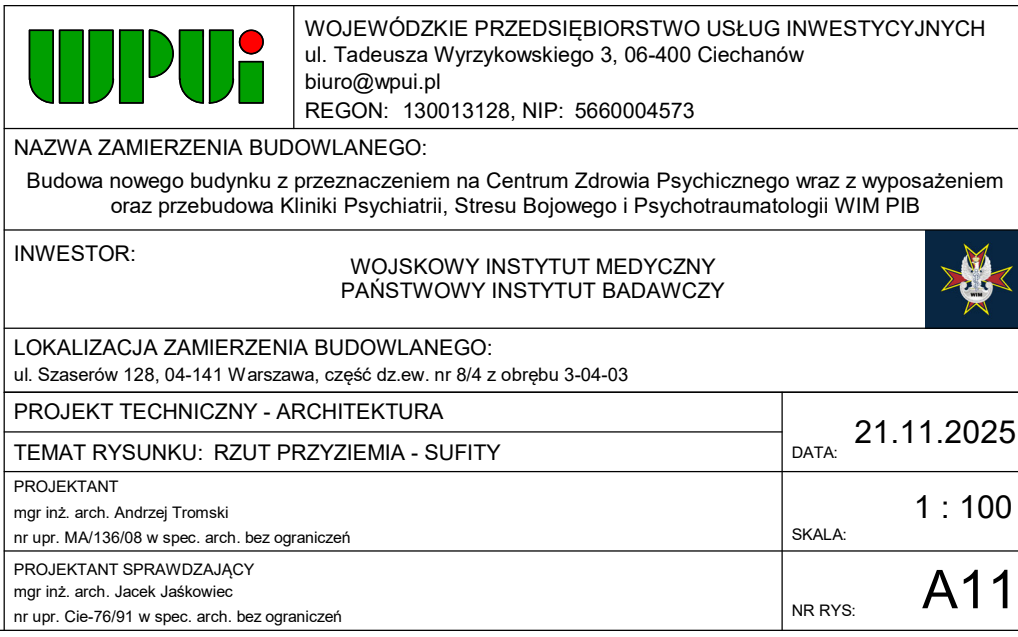 WPUi
WOJEWÓDZKIE PRZEDSIĘBIORSTWO USŁUG INWESTYCYJNYCH
ul. Tadeusza Wyrzykowskiego 3, 06-400 Ciechanów
biuro@wpui.pl
REGON: 130013128, NIP: 5660004573
NAZWA ZAMIERZENIA BUDOWLANEGO:
Budowa nowego budynku z przeznaczeniem na Centrum Zdrowia Psychicznego wraz z wyposażeniem
oraz przebudowa Kliniki Psychiatrii, Stresu Bojowego i Psychotraumatologii WIM PIB
INWESTOR:
WOJSKOWY INSTYTUT MEDYCZNY
PAŃSTWOWY INSTYTUT BADAWCZY
WIM
LOKALIZACJA ZAMIERZENIA BUDOWLANEGO:
ul. Szaserów 128, 04-141 Warszawa, część dz.ew. nr 8/4 z obrębu 3-04-03
PROJEKT TECHNICZNY - ARCHITEKTURA
TEMAT RYSUNKU: RZUT PRZYZIEMIA - SUFITY
DATA: 21.11.2025
PROJEKTANT
mgr inż. arch. Andrzej Tromski
nr upr. MA/136/08 w spec. arch. bez ograniczeń
SKALA: 1 : 100
PROJEKTANT SPRAWDZAJĄCY
mgr inż. arch. Jacek Jaśkowiec
nr upr. Cie-76/91 w spec. arch. bez ograniczeń
NR RYS: A11